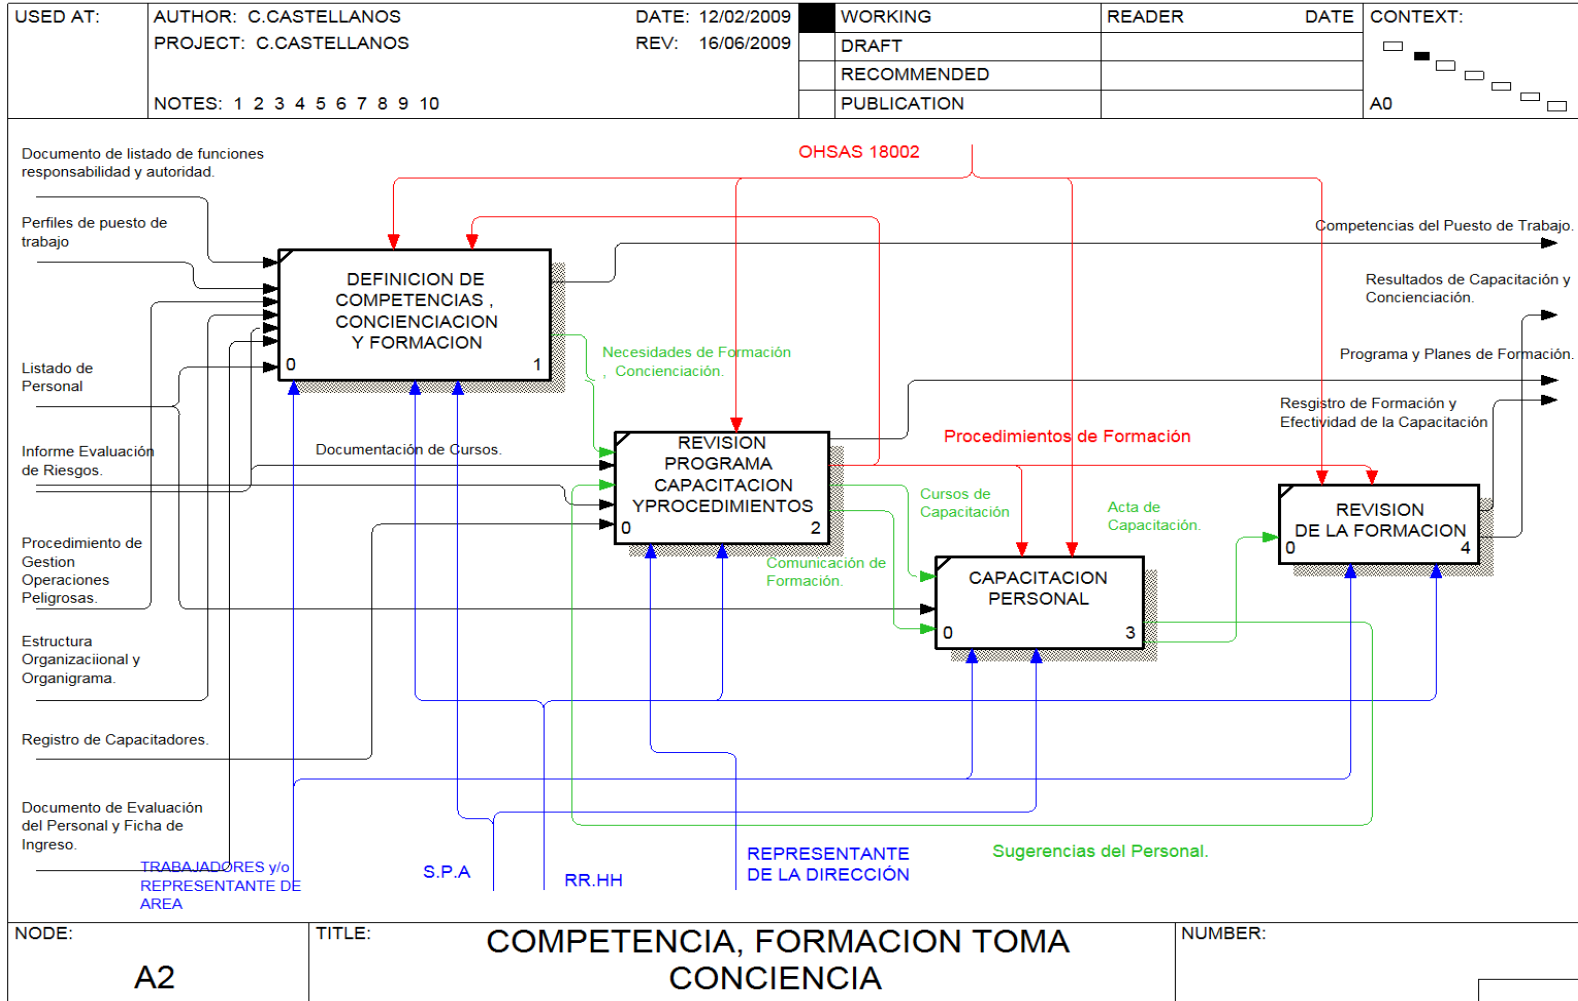 USED AT:
AUTHOR: C.CASTELLANOS
DATE: 12/02/2009
WORKING
READER
DATE
CONTEXT:
PROJECT: C.CASTELLANOS
REV: 16/06/2009
DRAFT
RECOMMENDED
NOTES: 1 2 3 4 5 6 7 8 9 10
PUBLICATION
A0
Documento de listado de funciones
responsabilidad y autoridad.
OHSAS 18002
Perfiles de puesto de
trabajo
Competencias del Puesto de Trabajo.
DEFINICION DE
COMPETENCIAS ,
CONCIENCIACION
Y FORMACION
0
1
Resultados de Capacitación y
Concienciación.
Necesidades de Formación
, Concienciación.
Programa y Planes de Formación.
Listado de
Personal
Resgistro de Formación y
Efectividad de la Capacitación
Informe Evaluación
de Riesgos.
Documentación de Cursos.
REVISION
PROGRAMA
CAPACITACION
YPROCEDIMIENTOS
0
2
Procedimientos de Formación
Cursos de
Capacitación
Acta de
Capacitación.
REVISION
DE LA FORMACION
0
4
Procedimiento de
Gestion
Operaciones
Peligrosas.
Comunicación de
Formación.
CAPACITACION
PERSONAL
0
3
Estructura
Organizaciional y
Organigrama.
Registro de Capacitadores.
Documento de Evaluación
del Personal y Ficha de
Ingreso.
TRABAJADORES y/o
REPRESENTANTE DE
AREA
S.P.A
RR.HH
REPRESENTANTE
DE LA DIRECCIÓN
Sugerencias del Personal.
NODE:
A2
TITLE:
COMPETENCIA, FORMACION TOMA
CONCIENCIA
NUMBER: